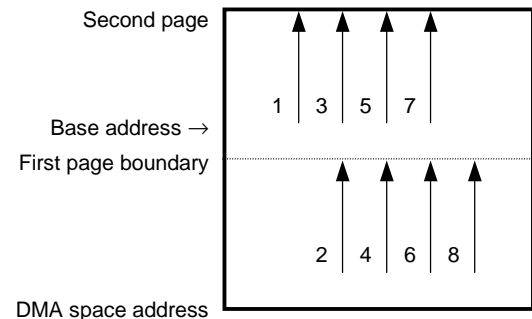 Second page
1 3 5 7
Base address →
First page boundary
2 4 6 8
DMA space address